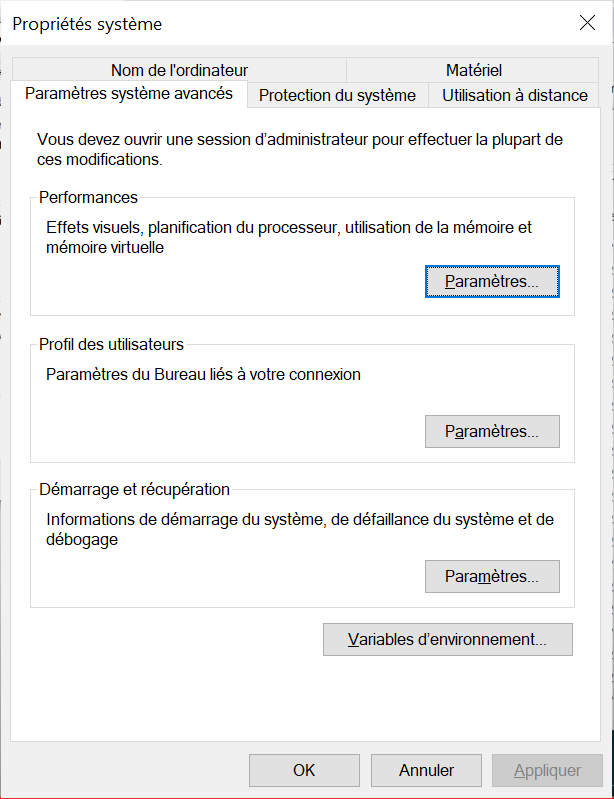 Propriétés système
Nom de l'ordinateur
Matériel
Paramètres système avancés
Protection du système
Utilisation à distance
Vous devez ouvrir une session d'administrateur pour effectuer la plupart de
ces modifications.
Performances
Effets visuels, planification du processeur, utilisation de la mémoire et
mémoire virtuelle
Paramètres...
Profil des utilisateurs
Paramètres du Bureau liés à votre connexion
Paramètres...
Démarrage et récupération
Informations de démarrage du système, de défaillance du système et de
débogage
Paramètres...
Variables d'environnement...
OK
Annuler
Appliquer